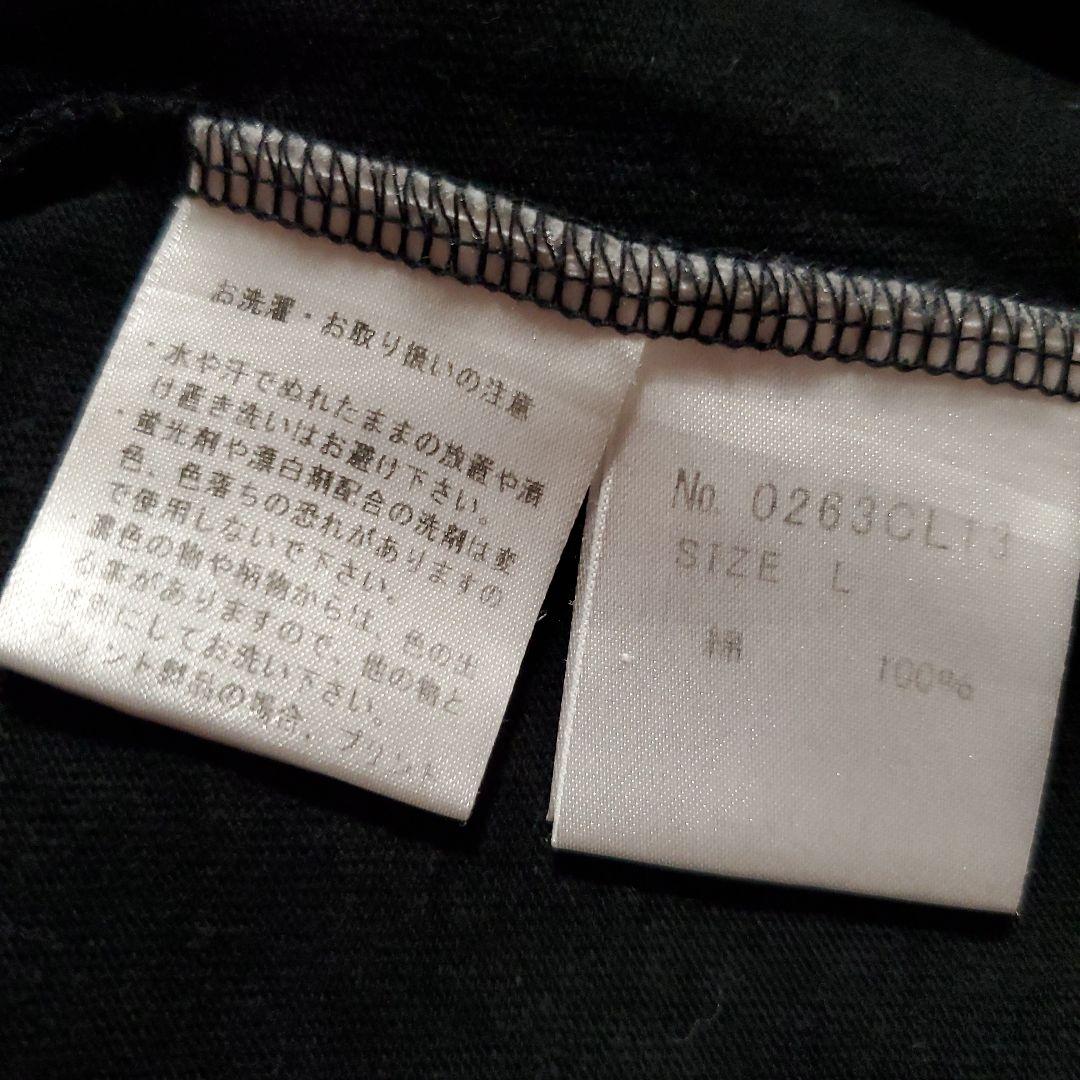 お洗濯・お取り扱いの注意
・水や汗でぬれたままの放置や漬
け置き洗いはお避け下さい。
・蛍光剤や漂白剤配合の洗剤は変
色、色落ちの恐れがありますの
で使用しないで下さい。
・濃色の物や柄物からは、色の出
る事がありますので、他の物と
は別にしてお洗い下さい。
プリント製品の場合、プリント
No. 0263CL13
SIZE L
綿 100%